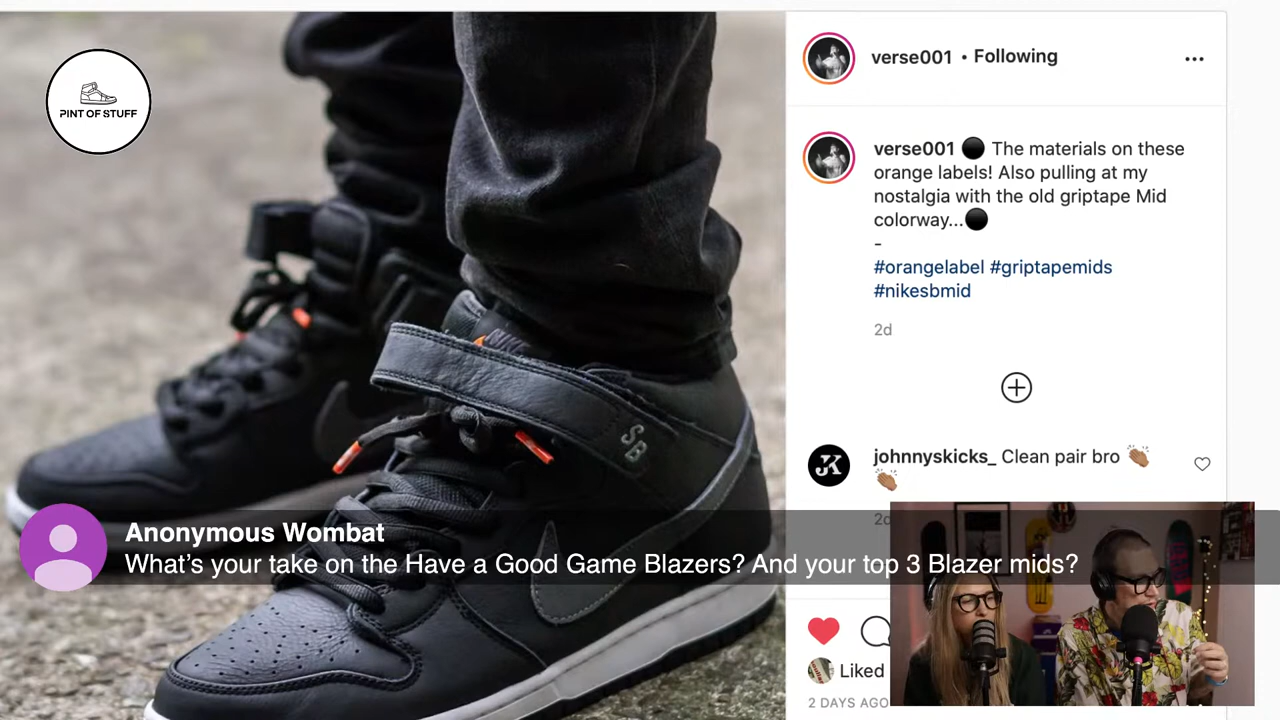 PINT OF STUFF
verse001 • Following
verse001 ⚫ The materials on these
orange labels! Also pulling at my
nostalgia with the old griptape Mid
colorway...⚫
-
#orangelabel #griptapemids
#nikesbmid
2d
johnnyskicks_ Clean pair bro 👏🏽
👏🏽
JK
2d
SB
Anonymous Wombat
What's your take on the Have a Good Game Blazers? And your top 3 Blazer mids?
Liked
2 DAYS AGO